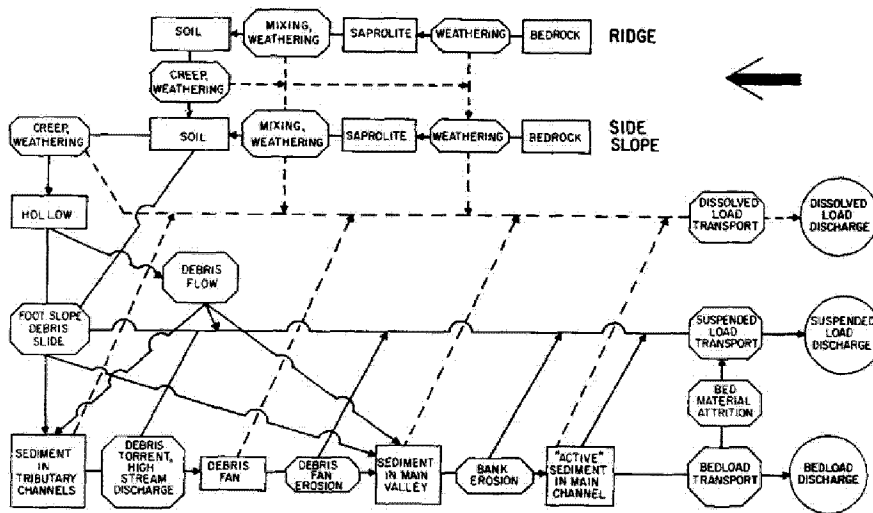 SOIL
MIXING,
WEATHERING
SAPROLITE
WEATHERING
BEDROCK
RIDGE
CREEP,
WEATHERING
CREEP,
WEATHERING
SOIL
MIXING,
WEATHERING
SAPROLITE
WEATHERING
BEDROCK
SIDE
SLOPE
HOLLOW
DISSOLVED
LOAD
TRANSPORT
DISSOLVED
LOAD
DISCHARGE
DEBRIS
FLOW
FOOT SLOPE
DEBRIS
SLIDE
SUSPENDED
LOAD
TRANSPORT
SUSPENDED
LOAD
DISCHARGE
BED
MATERIAL
ATTRITION
SEDIMENT
IN
TRIBUTARY
CHANNELS
DEBRIS
TORRENT,
HIGH
STREAM
DISCHARGE
DEBRIS
FAN
DEBRIS
FAN
EROSION
SEDIMENT
IN MAIN
VALLEY
BANK
EROSION
"ACTIVE"
SEDIMENT
IN MAIN
CHANNEL
BEDLOAD
TRANSPORT
BEDLOAD
DISCHARGE